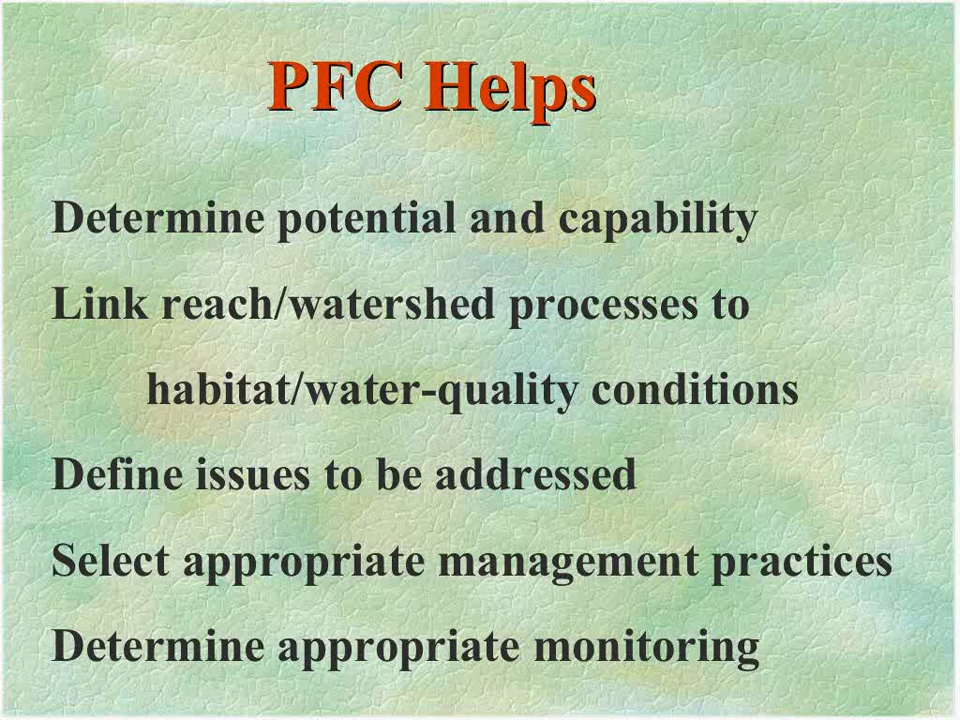 PFC Helps
Determine potential and capability
Link reach/watershed processes to
habitat/water-quality conditions
Define issues to be addressed
Select appropriate management practices
Determine appropriate monitoring